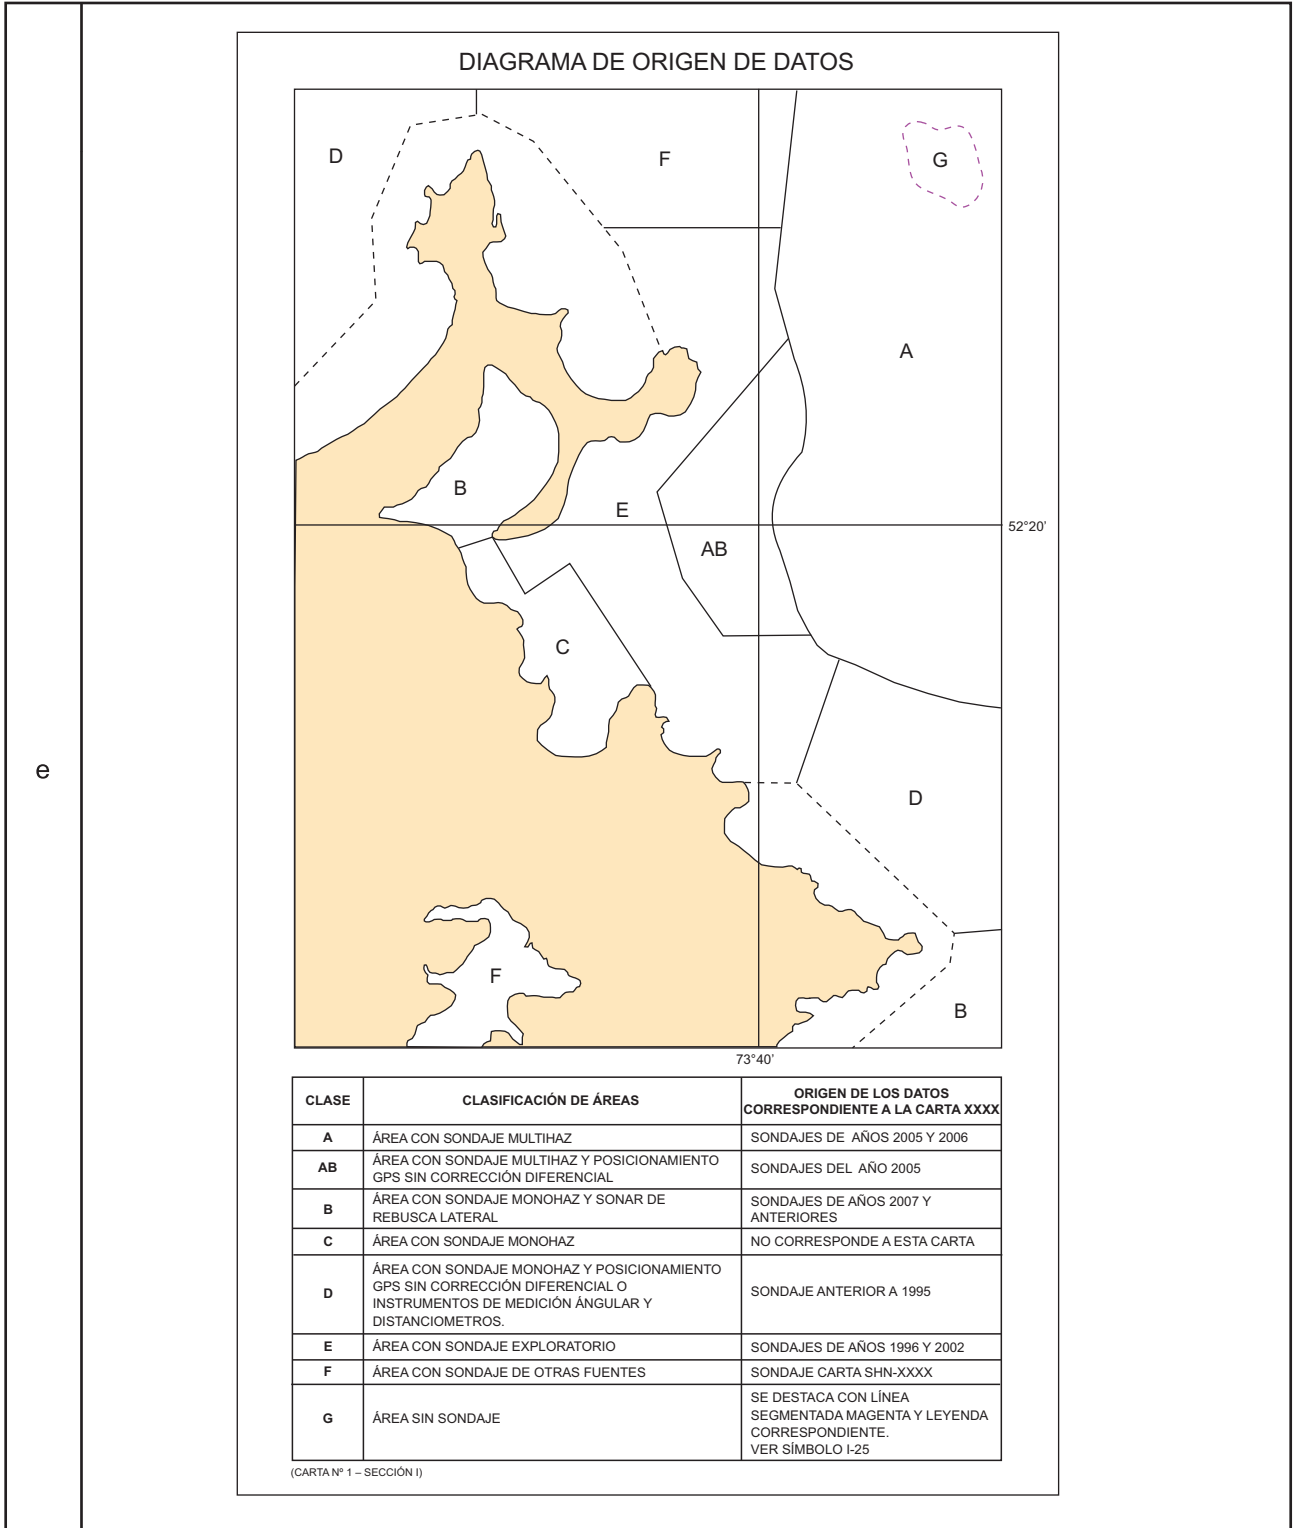 DIAGRAMA DE ORIGEN DE DATOS
D
F
G
A
B
E
52°20'
AB
C
e
D
F
B
73°40'
CLASE
CLASIFICACIÓN DE ÁREAS
ORIGEN DE LOS DATOS
CORRESPONDIENTE A LA CARTA XXXX
A
ÁREA CON SONDAJE MULTIHAZ
SONDAJES DE AÑOS 2005 Y 2006
AB
ÁREA CON SONDAJE MULTIHAZ Y POSICIONAMIENTO
GPS SIN CORRECCIÓN DIFERENCIAL
SONDAJES DEL AÑO 2005
B
ÁREA CON SONDAJE MONOHAZ Y SONAR DE
REBUSCA LATERAL
SONDAJES DE AÑOS 2007 Y
ANTERIORES
C
ÁREA CON SONDAJE MONOHAZ
NO CORRESPONDE A ESTA CARTA
D
ÁREA CON SONDAJE MONOHAZ Y POSICIONAMIENTO
GPS SIN CORRECCIÓN DIFERENCIAL O
INSTRUMENTOS DE MEDICIÓN ÁNGULAR Y
DISTANCIOMETROS.
SONDAJE ANTERIOR A 1995
E
ÁREA CON SONDAJE EXPLORATORIO
SONDAJES DE AÑOS 1996 Y 2002
F
ÁREA CON SONDAJE DE OTRAS FUENTES
SONDAJE CARTA SHN-XXXX
G
ÁREA SIN SONDAJE
SE DESTACA CON LÍNEA
SEGMENTADA MAGENTA Y LEYENDA
CORRESPONDIENTE.
VER SÍMBOLO I-25
(CARTA Nº 1 – SECCIÓN I)